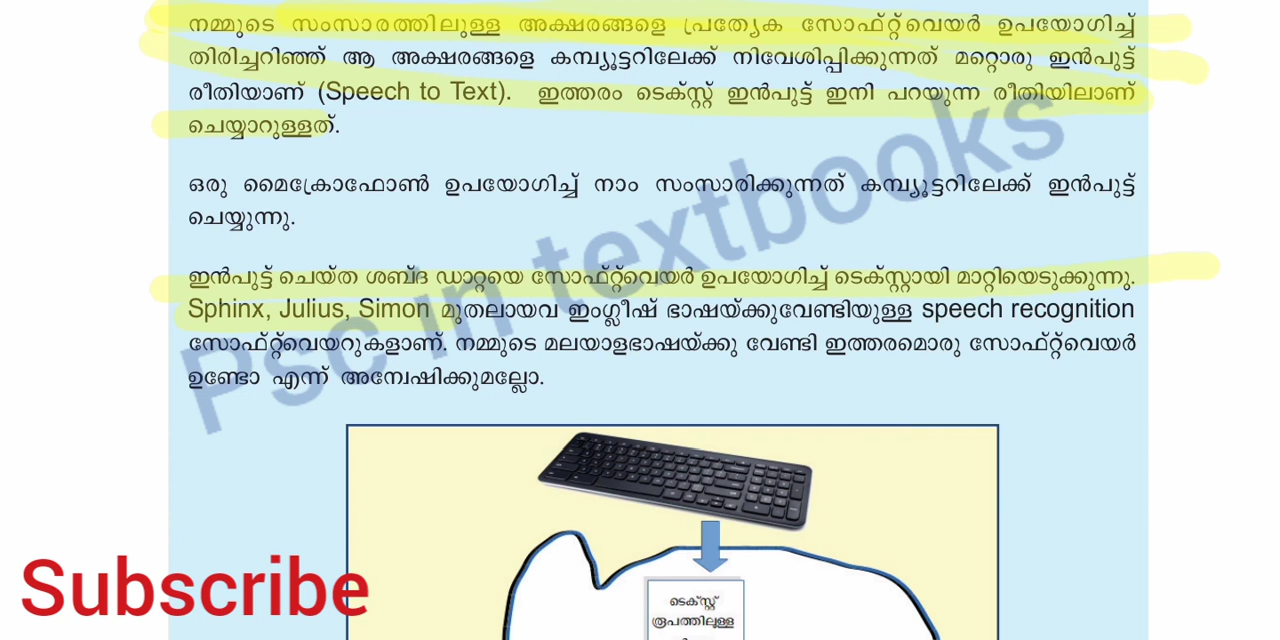 നമ്മുടെ സംസാരത്തിലുള്ള അക്ഷരങ്ങളെ പ്രത്യേക സോഫ്റ്റ്‌വെയർ ഉപയോഗിച്ച്
തിരിച്ചറിഞ്ഞ് ആ അക്ഷരങ്ങളെ കമ്പ്യൂട്ടറിലേക്ക് നിവേശിപ്പിക്കുന്നത് മറ്റൊരു ഇൻപുട്ട്
രീതിയാണ് (Speech to Text). ഇത്തരം ടെക്സ്റ്റ് ഇൻപുട്ട് ഇനി പറയുന്ന രീതിയിലാണ്
ചെയ്യാറുള്ളത്.
ഒരു മൈക്രോഫോൺ ഉപയോഗിച്ച് നാം സംസാരിക്കുന്നത് കമ്പ്യൂട്ടറിലേക്ക് ഇൻപുട്ട്
ചെയ്യുന്നു.
ഇൻപുട്ട് ചെയ്ത ശബ്ദ ഡാറ്റയെ സോഫ്റ്റ്‌വെയർ ഉപയോഗിച്ച് ടെക്സ്റ്റായി മാറ്റിയെടുക്കുന്നു.
Sphinx, Julius, Simon മുതലായവ ഇംഗ്ലീഷ് ഭാഷയ്ക്കുവേണ്ടിയുള്ള speech recognition
സോഫ്റ്റ്‌വെയറുകളാണ്. നമ്മുടെ മലയാളഭാഷയ്ക്കു വേണ്ടി ഇത്തരമൊരു സോഫ്റ്റ്‌വെയർ
ഉണ്ടോ എന്ന് അന്വേഷിക്കുമല്ലോ.
Psc in textbooks
Subscribe
ടെക്സ്റ്റ്
രൂപത്തിലുള്ള